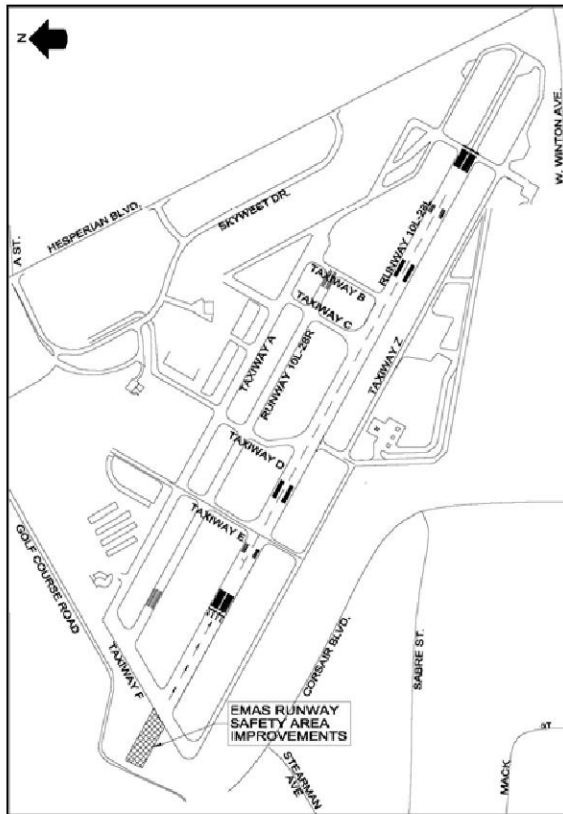 N
W. WINTON AVE.
A ST.
HESPERIAN BLVD.
SKYWEST DR.
RUNWAY 10L-28L
TAXIWAY B
TAXIWAY C
TAXIWAY A
RUNWAY 10L-28R
TAXIWAY Z
TAXIWAY D
TAXIWAY E
GOLF COURSE ROAD
TAXIWAY F
CORSAIR BLVD.
SABRE ST.
EMAS RUNWAY
SAFETY AREA
IMPROVEMENTS
STEARMAN
AVE
MACK
ST